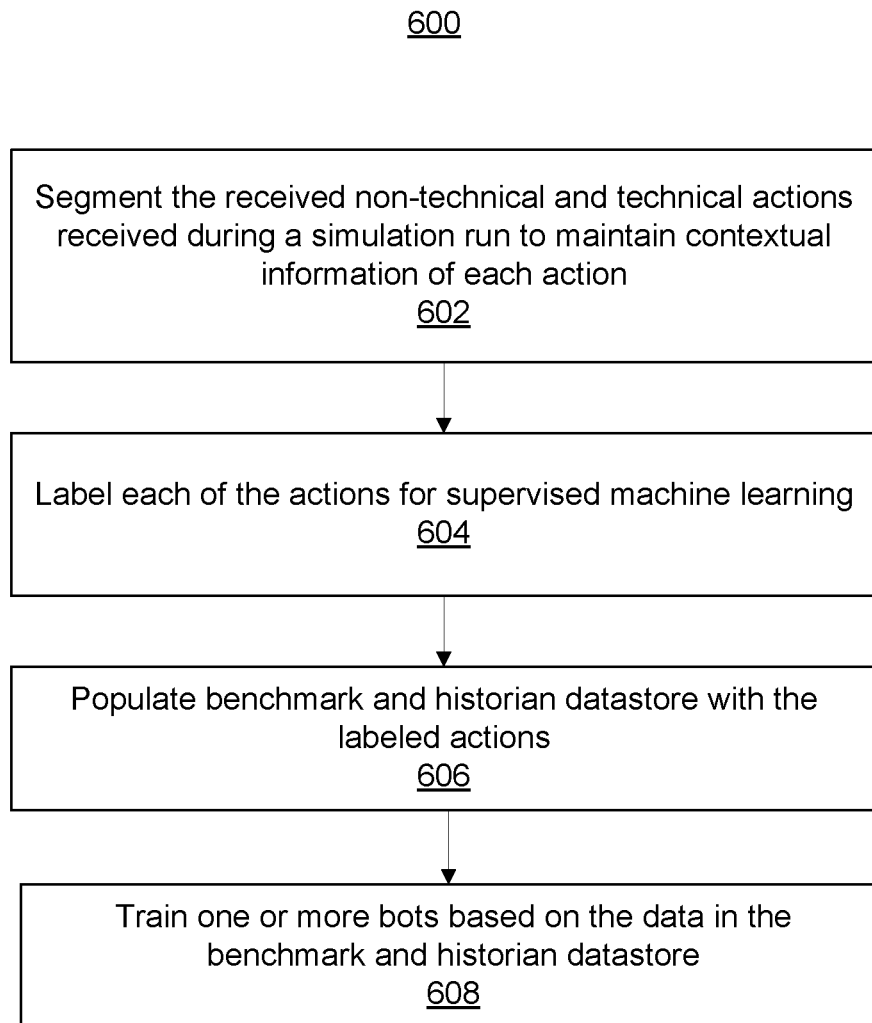 600
Segment the received non-technical and technical actions
received during a simulation run to maintain contextual
information of each action
602
Label each of the actions for supervised machine learning
604
Populate benchmark and historian datastore with the
labeled actions
606
Train one or more bots based on the data in the
benchmark and historian datastore
608